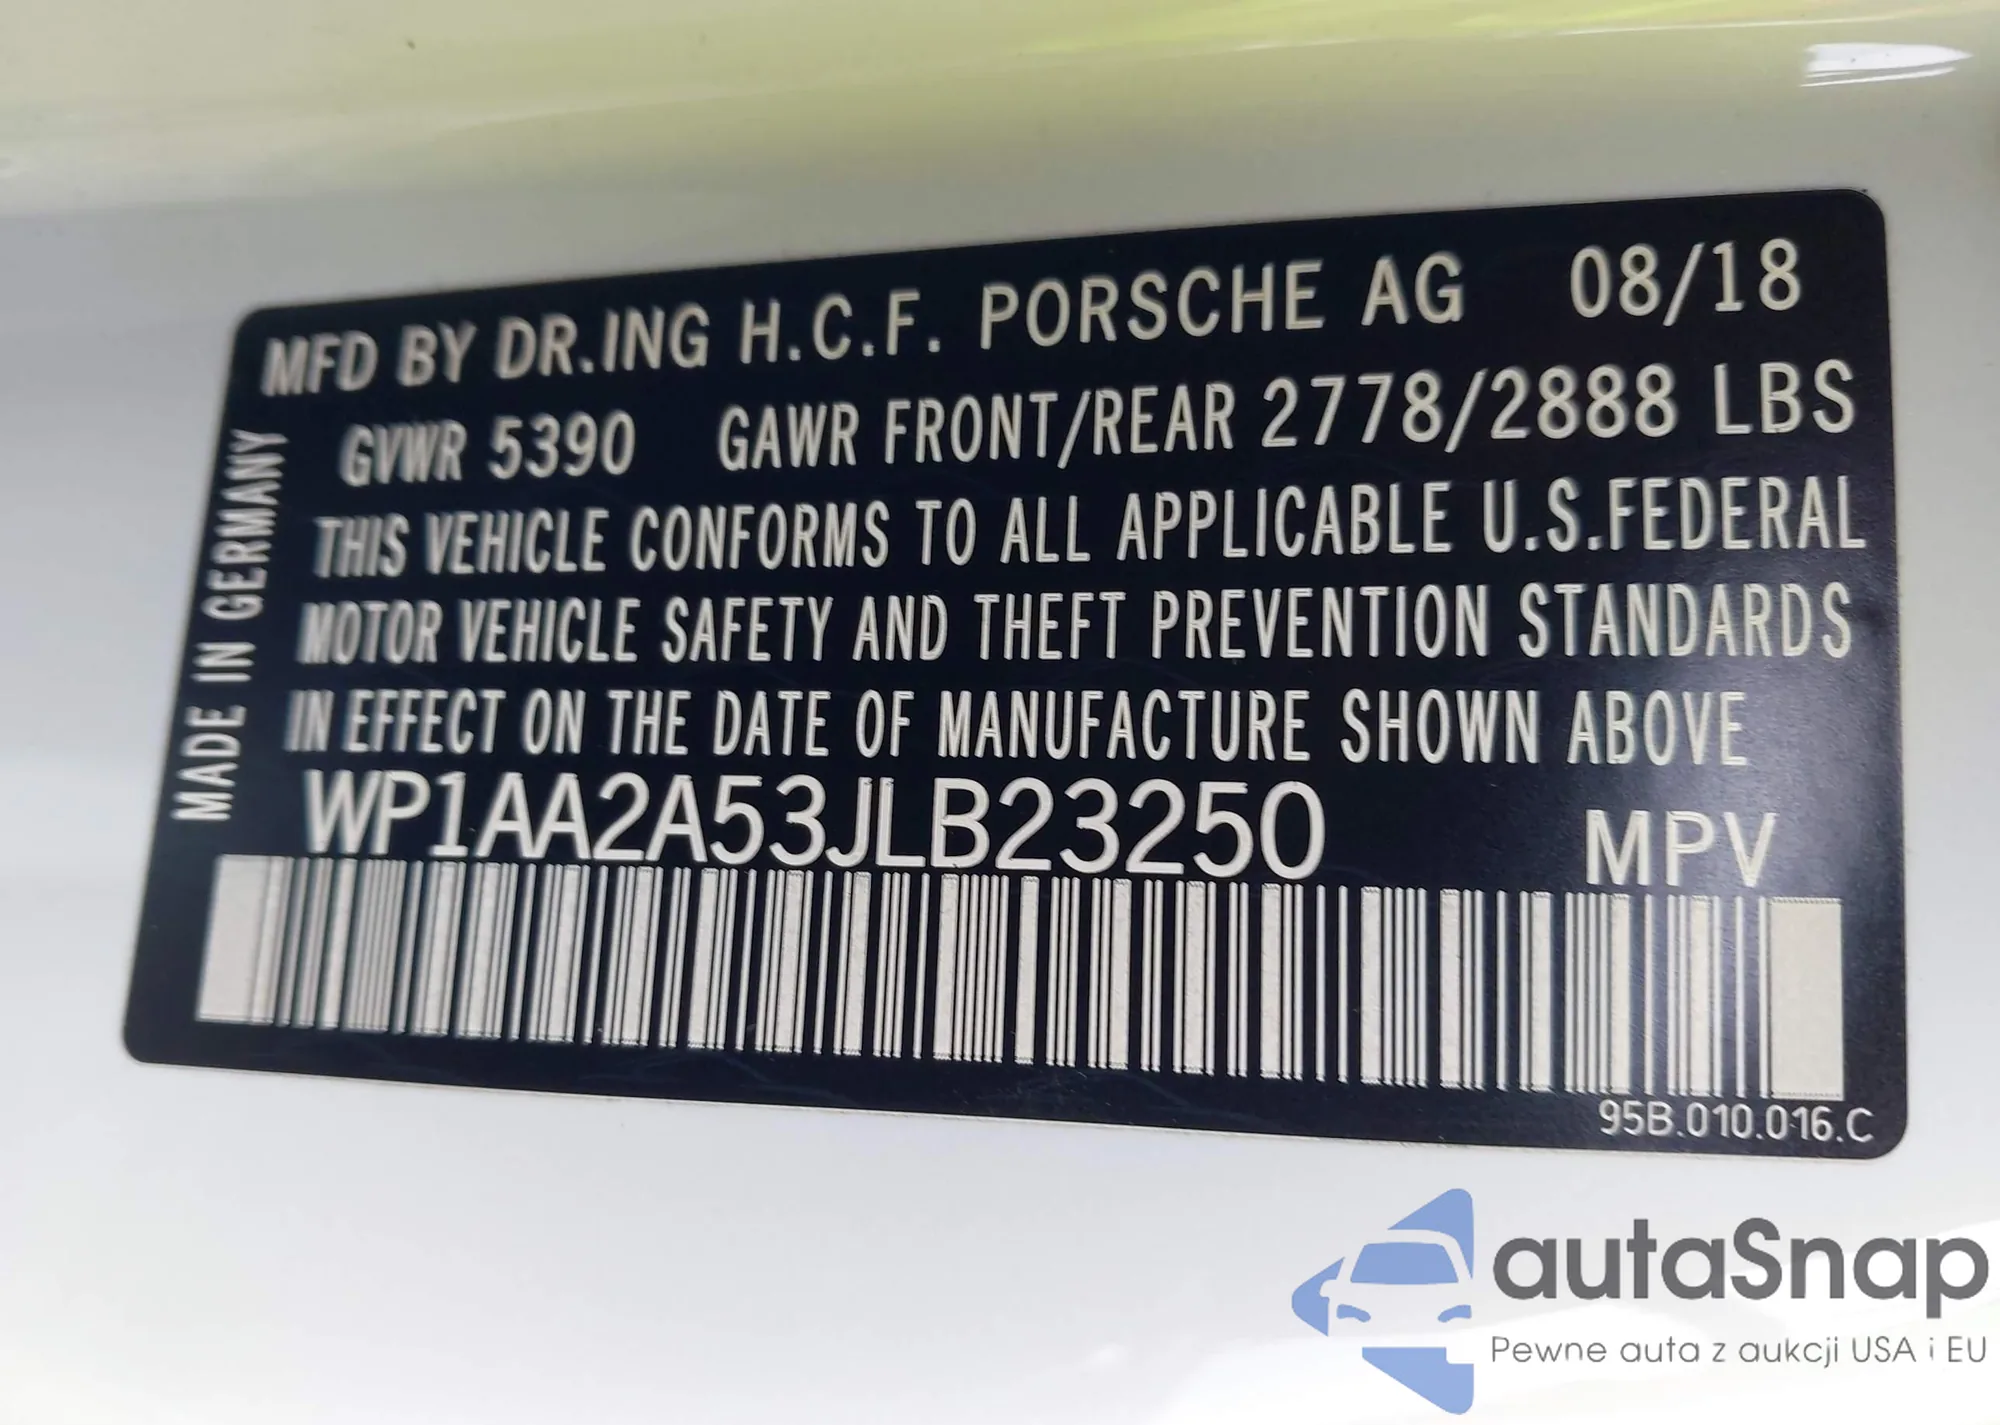 MFD BY DR.ING H.C.F. PORSCHE AG 08/18
GVWR 5390 GAWR FRONT/REAR 2778/2888 LBS
THIS VEHICLE CONFORMS TO ALL APPLICABLE U.S.FEDERAL
MOTOR VEHICLE SAFETY AND THEFT PREVENTION STANDARDS
IN EFFECT ON THE DATE OF MANUFACTURE SHOWN ABOVE
WP1AA2A53JLB23250 MPV
95B.010.016.C
MADE IN GERMANY
autaSnap
Pewne auta z aukcji USA i EU